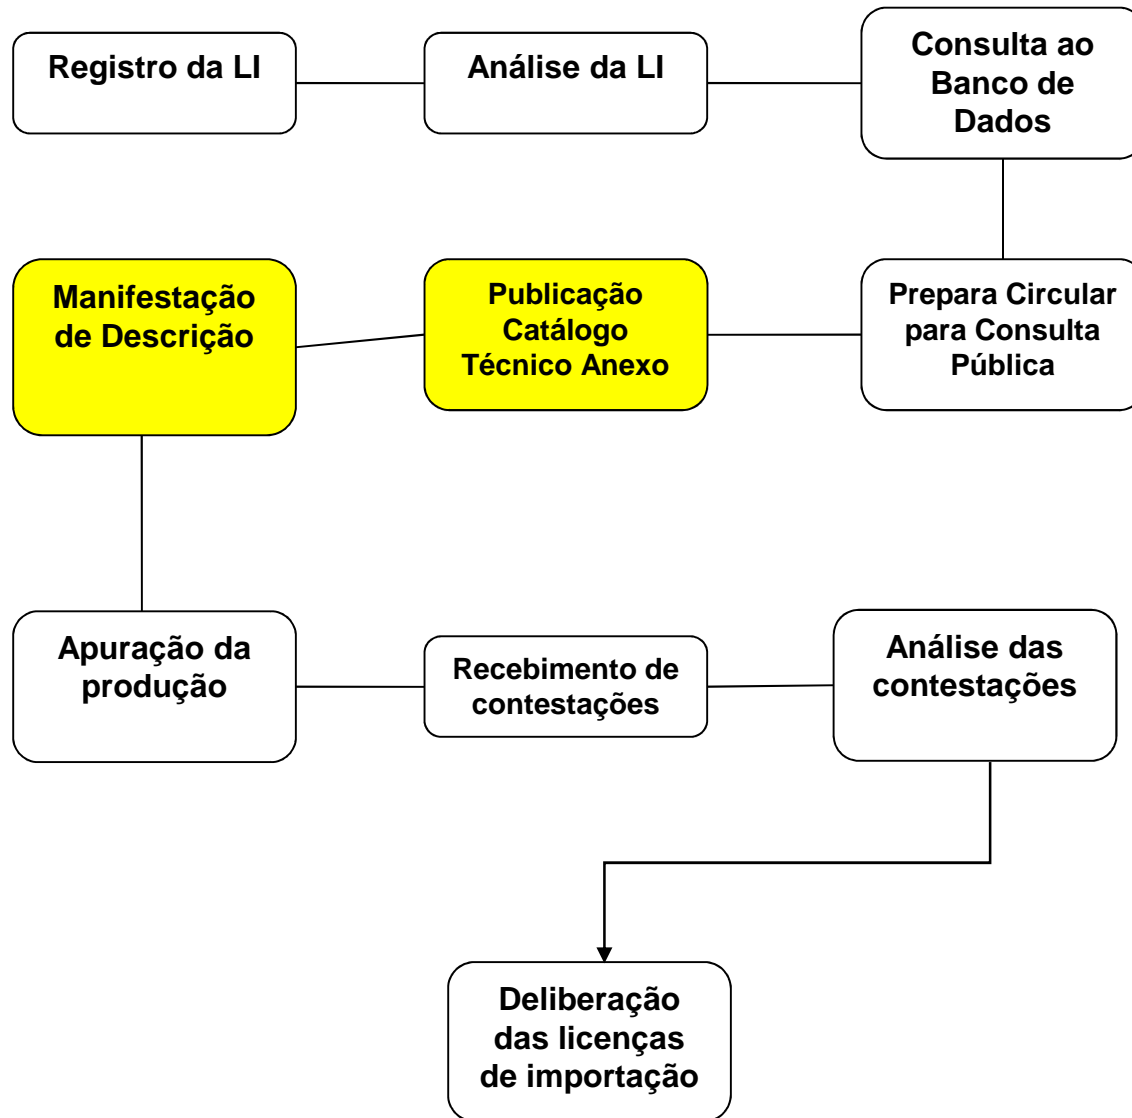 Registro da LI
Análise da LI
Consulta ao
Banco de
Dados
Manifestação
de Descrição
Publicação
Catálogo
Técnico Anexo
Prepara Circular
para Consulta
Pública
Apuração da
produção
Recebimento de
contestações
Análise das
contestações
Deliberação
das licenças
de importação